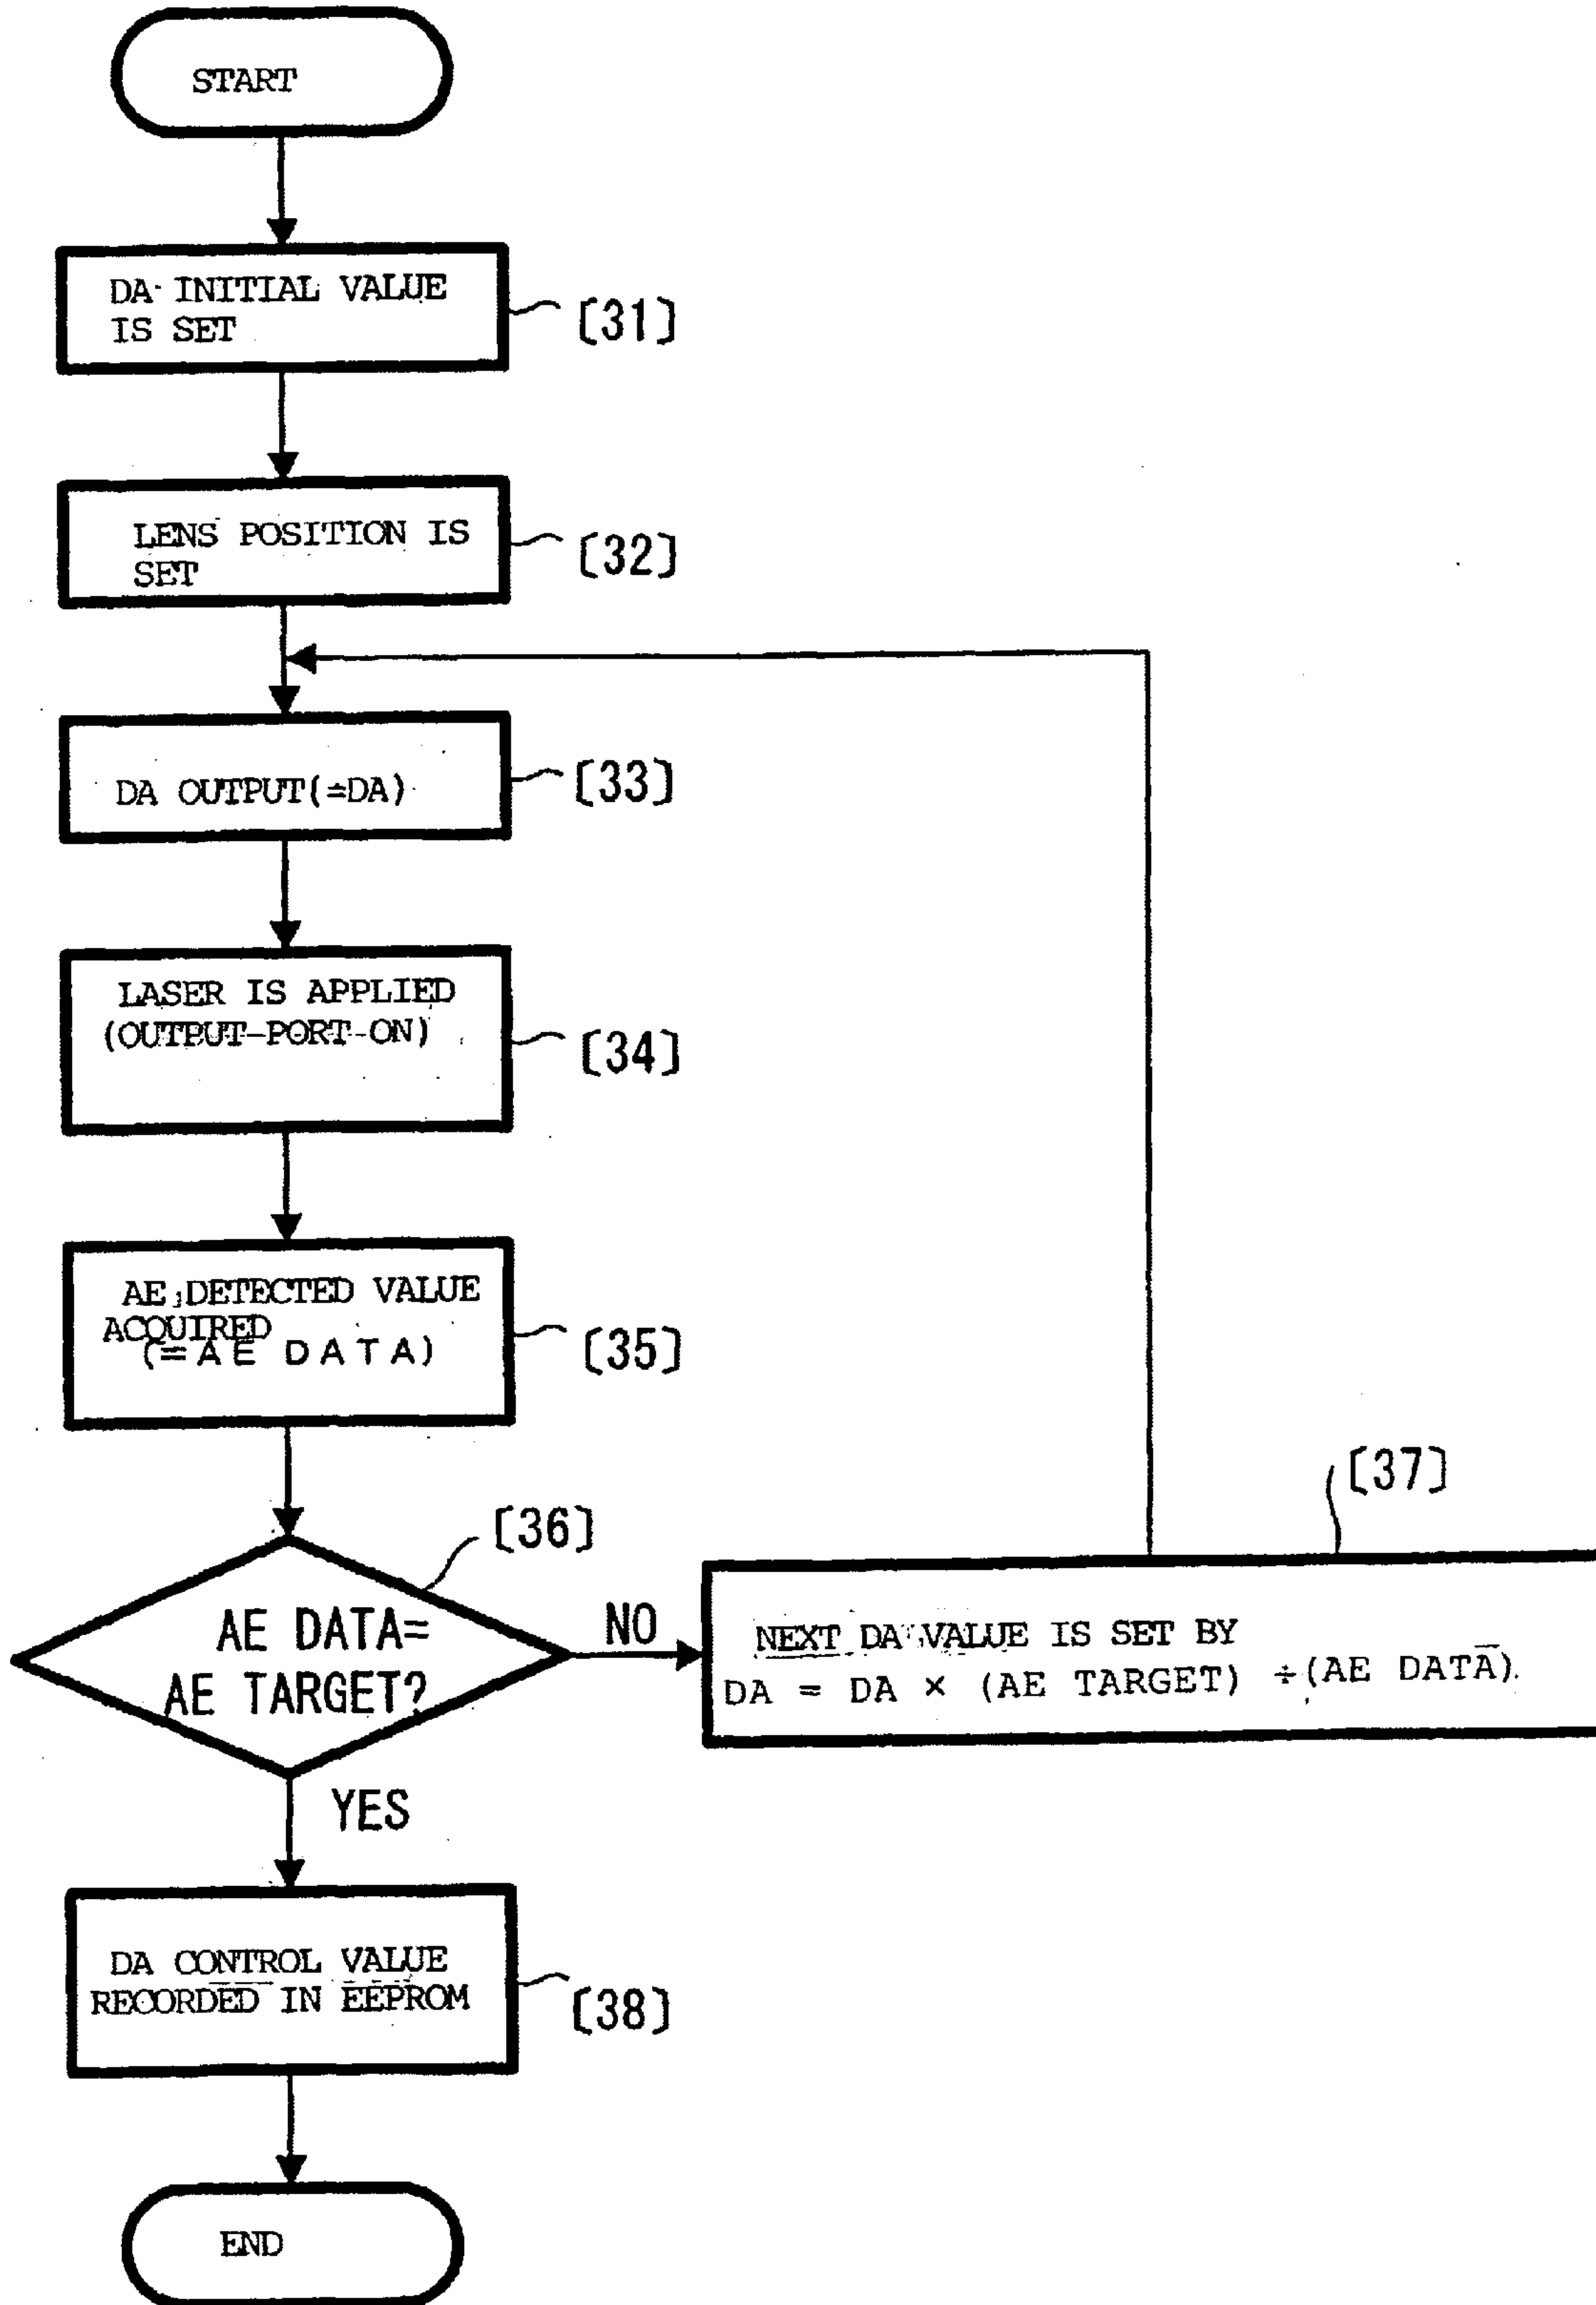 START
DA INITIAL VALUE
IS SET
[31]
LENS POSITION IS
SET
[32]
DA OUTPUT(=DA)
[33]
LASER IS APPLIED
(OUTPUT-PORT-ON)
[34]
AE DETECTED VALUE
ACQUIRED
(=AE DATA)
[35]
[36]
AE DATA=
AE TARGET?
NO
[37]
NEXT DA VALUE IS SET BY
DA = DA × (AE TARGET) ÷ (AE DATA)
YES
DA CONTROL VALUE
RECORDED IN EEPROM
[38]
END